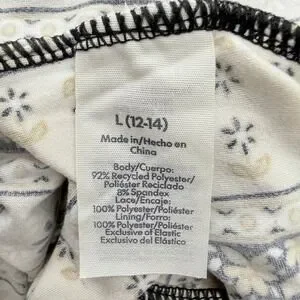 L (12-14)
Made in/Hecho en
China
Body/Cuerpo:
92% Recycled Polyester/
Poliéster Reciclado
8% Spandex
Lace/Encaje:
100% Polyester/Poliéster
Lining/Forro:
100% Polyester/Poliéster
Exclusive of Elastic
Exclusivo del Elástico